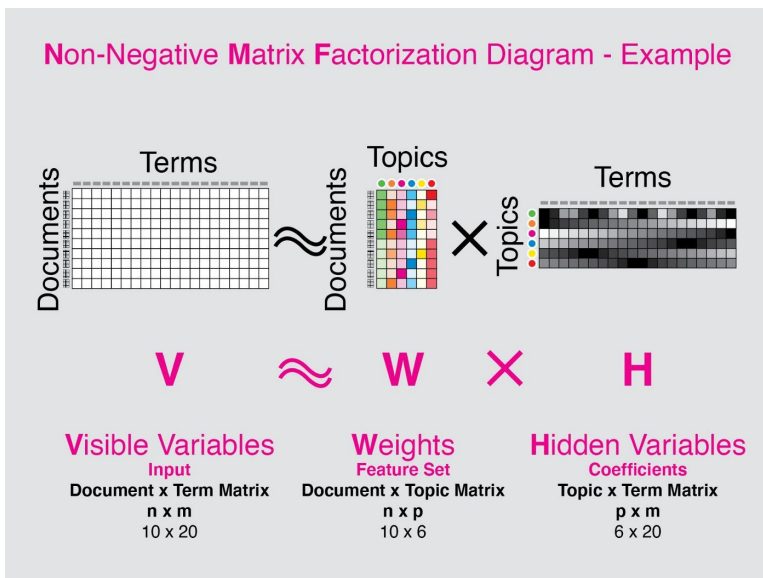 Non-Negative Matrix Factorization Diagram - Example
Terms
Documents
≈
Topics
Documents
×
Terms
Topics
V ≈ W × H
Visible Variables
Input
Document x Term Matrix
n x m
10 x 20
Weights
Feature Set
Document x Topic Matrix
n x p
10 x 6
Hidden Variables
Coefficients
Topic x Term Matrix
p x m
6 x 20